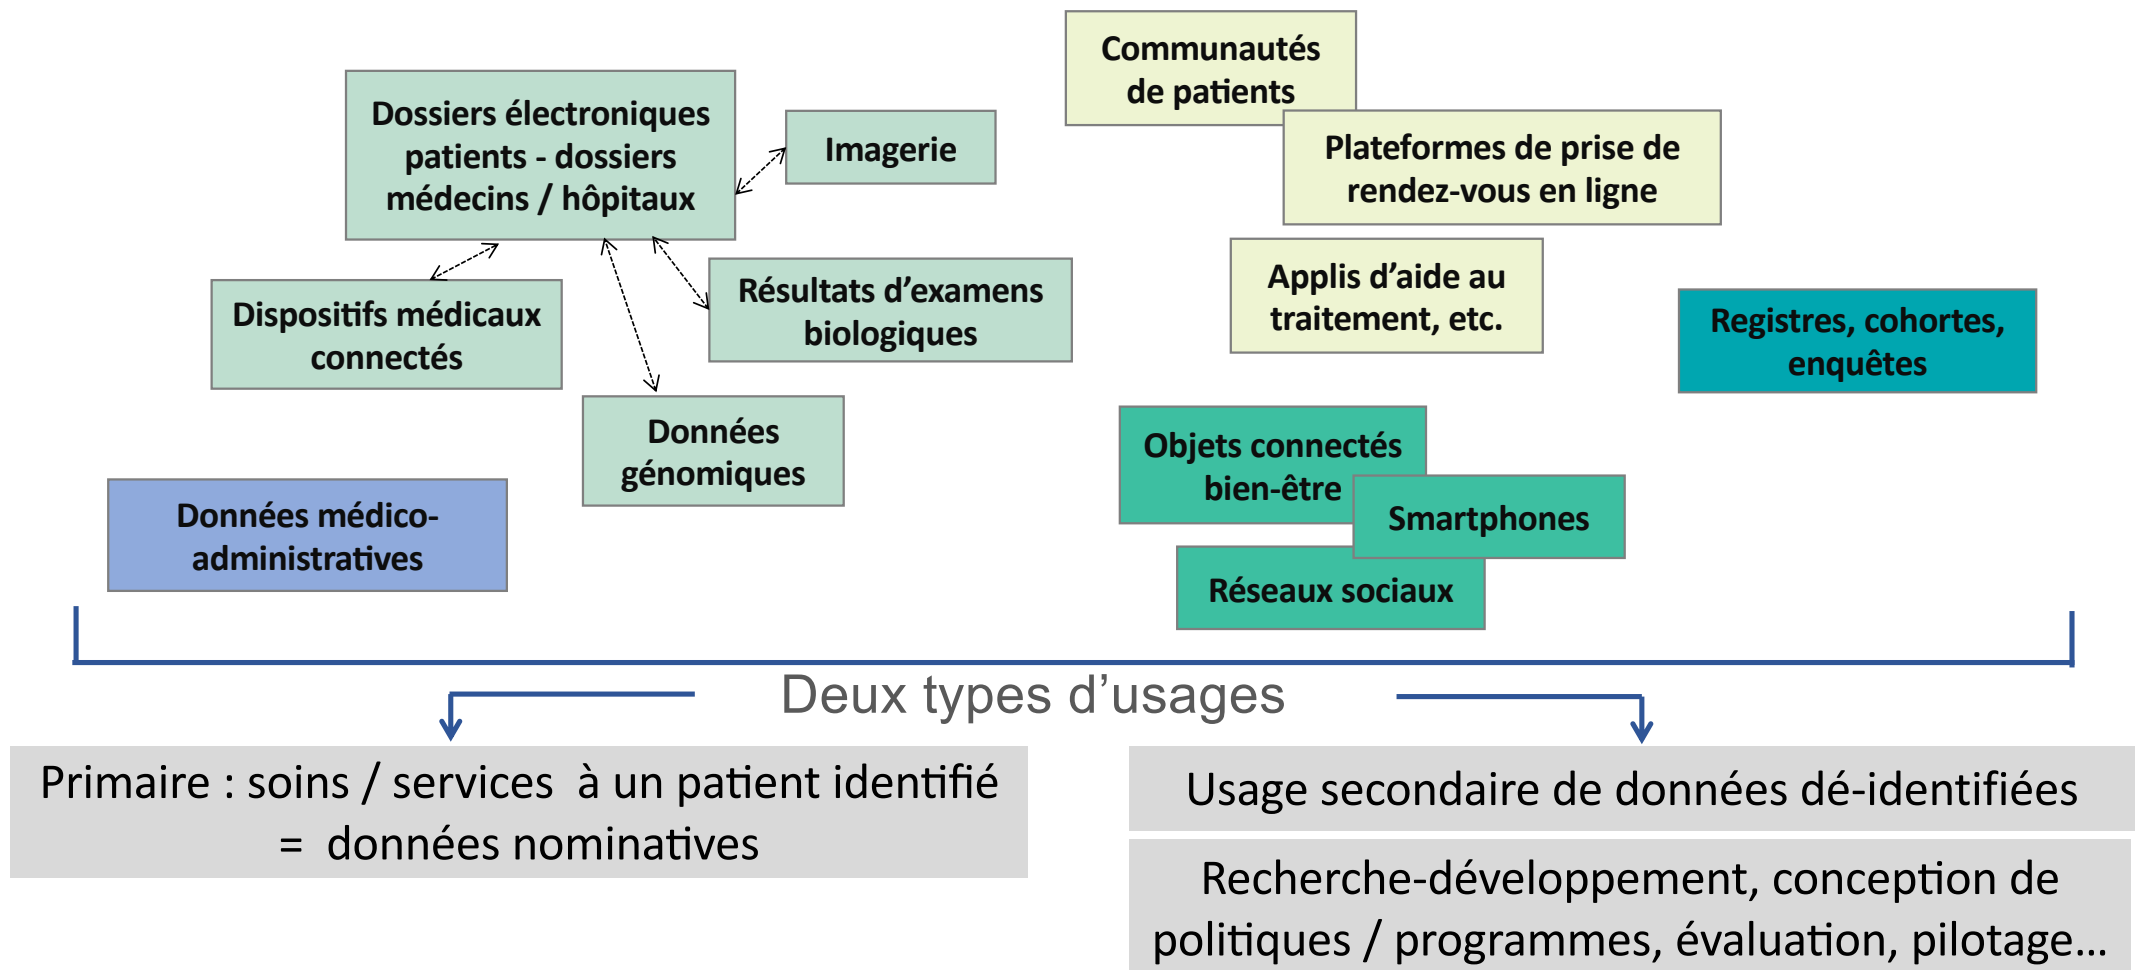 Communautés
de patients
Dossiers électroniques
patients - dossiers
médecins / hôpitaux
Imagerie
Plateformes de prise de
rendez-vous en ligne
Dispositifs médicaux
connectés
Résultats d’examens
biologiques
Applis d’aide au
traitement, etc.
Registres, cohortes,
enquêtes
Données
génomiques
Objets connectés
bien-être
Smartphones
Données médico-
administratives
Réseaux sociaux
Deux types d’usages
Primaire : soins / services à un patient identifié
= données nominatives
Usage secondaire de données dé-identifiées
Recherche-développement, conception de
politiques / programmes, évaluation, pilotage...